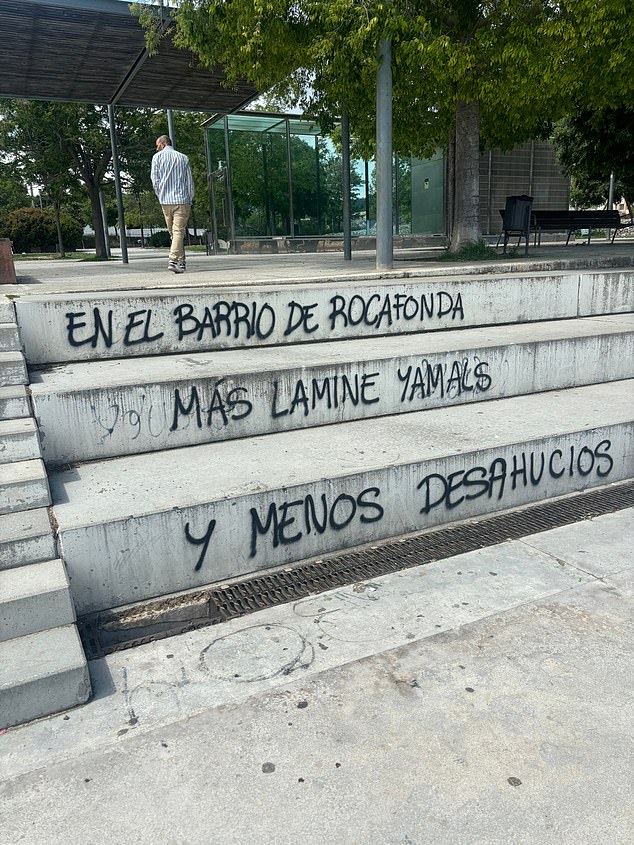 EN EL BARRIO DE ROCAFONDA
MÁS LAMINE YAMALS
Y MENOS DESAHUCIOS